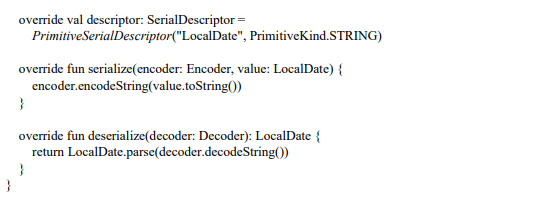 override val descriptor: SerialDescriptor =
PrimitiveSerialDescriptor("LocalDate", PrimitiveKind.STRING)
override fun serialize(encoder: Encoder, value: LocalDate) {
encoder.encodeString(value.toString())
}
override fun deserialize(decoder: Decoder): LocalDate {
return LocalDate.parse(decoder.decodeString())
}
}